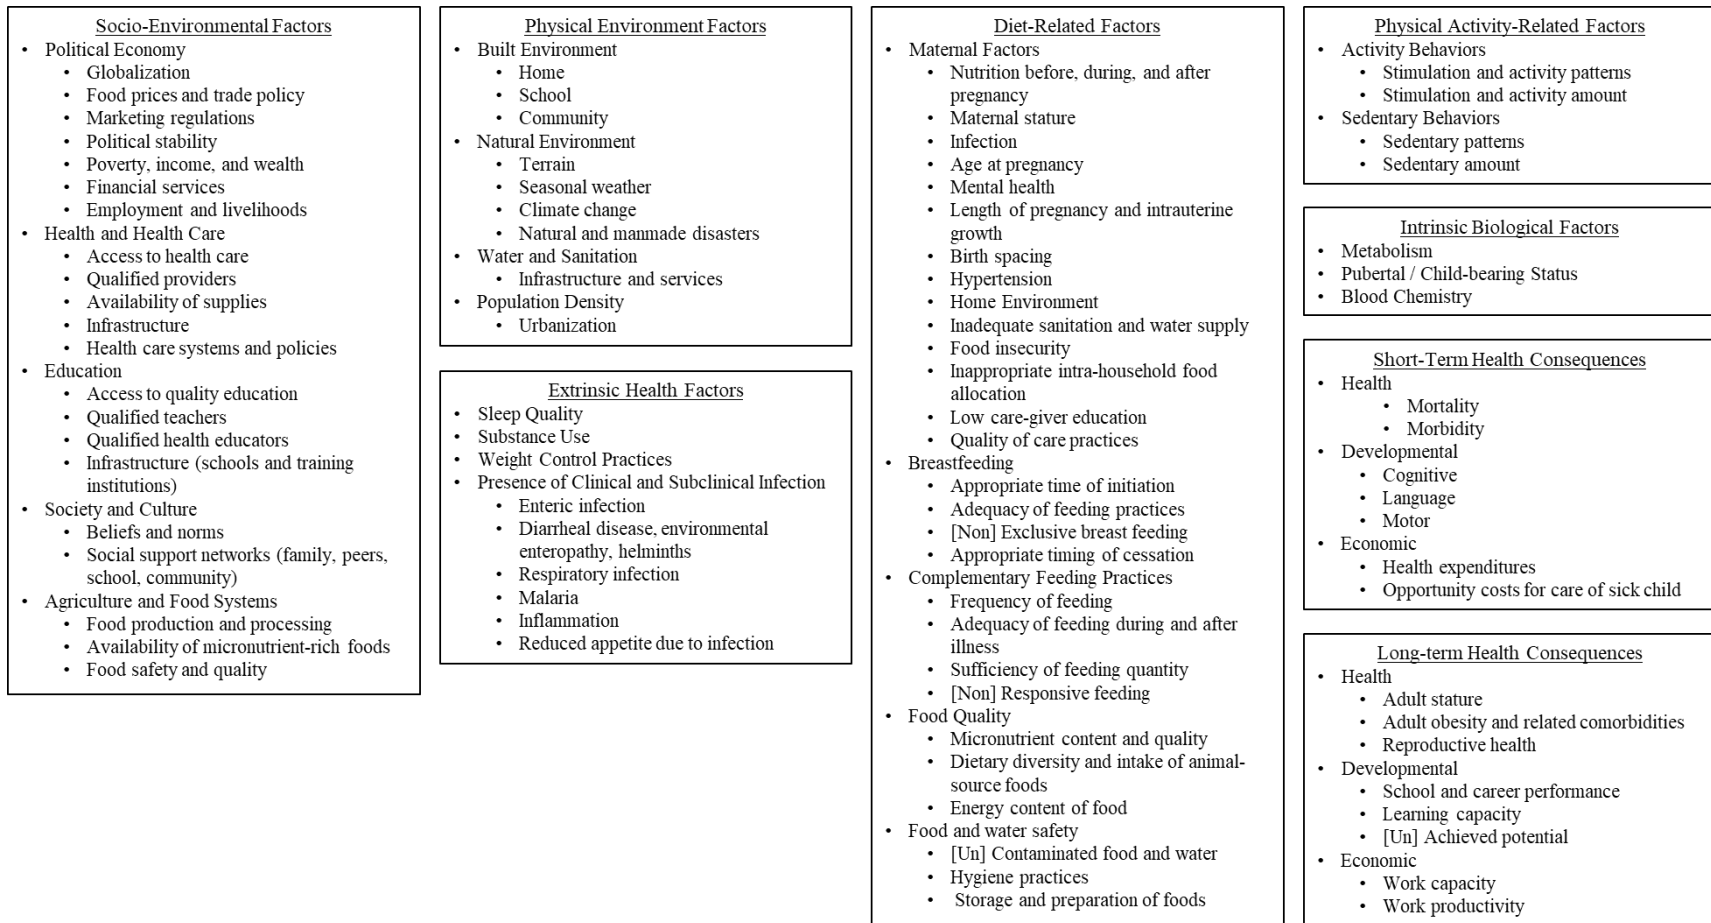 Socio-Environmental Factors
• Political Economy
• Globalization
• Food prices and trade policy
• Marketing regulations
• Political stability
• Poverty, income, and wealth
• Financial services
• Employment and livelihoods
• Health and Health Care
• Access to health care
• Qualified providers
• Availability of supplies
• Infrastructure
• Health care systems and policies
• Education
• Access to quality education
• Qualified teachers
• Qualified health educators
• Infrastructure (schools and training
institutions)
• Society and Culture
• Beliefs and norms
• Social support networks (family, peers,
school, community)
• Agriculture and Food Systems
• Food production and processing
• Availability of micronutrient-rich foods
• Food safety and quality
Physical Environment Factors
• Built Environment
• Home
• School
• Community
• Natural Environment
• Terrain
• Seasonal weather
• Climate change
• Natural and manmade disasters
• Water and Sanitation
• Infrastructure and services
• Population Density
• Urbanization
Extrinsic Health Factors
• Sleep Quality
• Substance Use
• Weight Control Practices
• Presence of Clinical and Subclinical Infection
• Enteric infection
• Diarrheal disease, environmental
enteropathy, helminths
• Respiratory infection
• Malaria
• Inflammation
• Reduced appetite due to infection
Diet-Related Factors
• Maternal Factors
• Nutrition before, during, and after
pregnancy
• Maternal stature
• Infection
• Age at pregnancy
• Mental health
• Length of pregnancy and intrauterine
growth
• Birth spacing
• Hypertension
• Home Environment
• Inadequate sanitation and water supply
• Food insecurity
• Inappropriate intra-household food
allocation
• Low care-giver education
• Quality of care practices
• Breastfeeding
• Appropriate time of initiation
• Adequacy of feeding practices
• [Non] Exclusive breast feeding
• Appropriate timing of cessation
• Complementary Feeding Practices
• Frequency of feeding
• Adequacy of feeding during and after
illness
• Sufficiency of feeding quantity
• [Non] Responsive feeding
• Food Quality
• Micronutrient content and quality
• Dietary diversity and intake of animal-
source foods
• Energy content of food
• Food and water safety
• [Un] Contaminated food and water
• Hygiene practices
• Storage and preparation of foods
Physical Activity-Related Factors
• Activity Behaviors
• Stimulation and activity patterns
• Stimulation and activity amount
• Sedentary Behaviors
• Sedentary patterns
• Sedentary amount
Intrinsic Biological Factors
• Metabolism
• Pubertal / Child-bearing Status
• Blood Chemistry
Short-Term Health Consequences
• Health
• Mortality
• Morbidity
• Developmental
• Cognitive
• Language
• Motor
• Economic
• Health expenditures
• Opportunity costs for care of sick child
Long-term Health Consequences
• Health
• Adult stature
• Adult obesity and related comorbidities
• Reproductive health
• Developmental
• School and career performance
• Learning capacity
• [Un] Achieved potential
• Economic
• Work capacity
• Work productivity